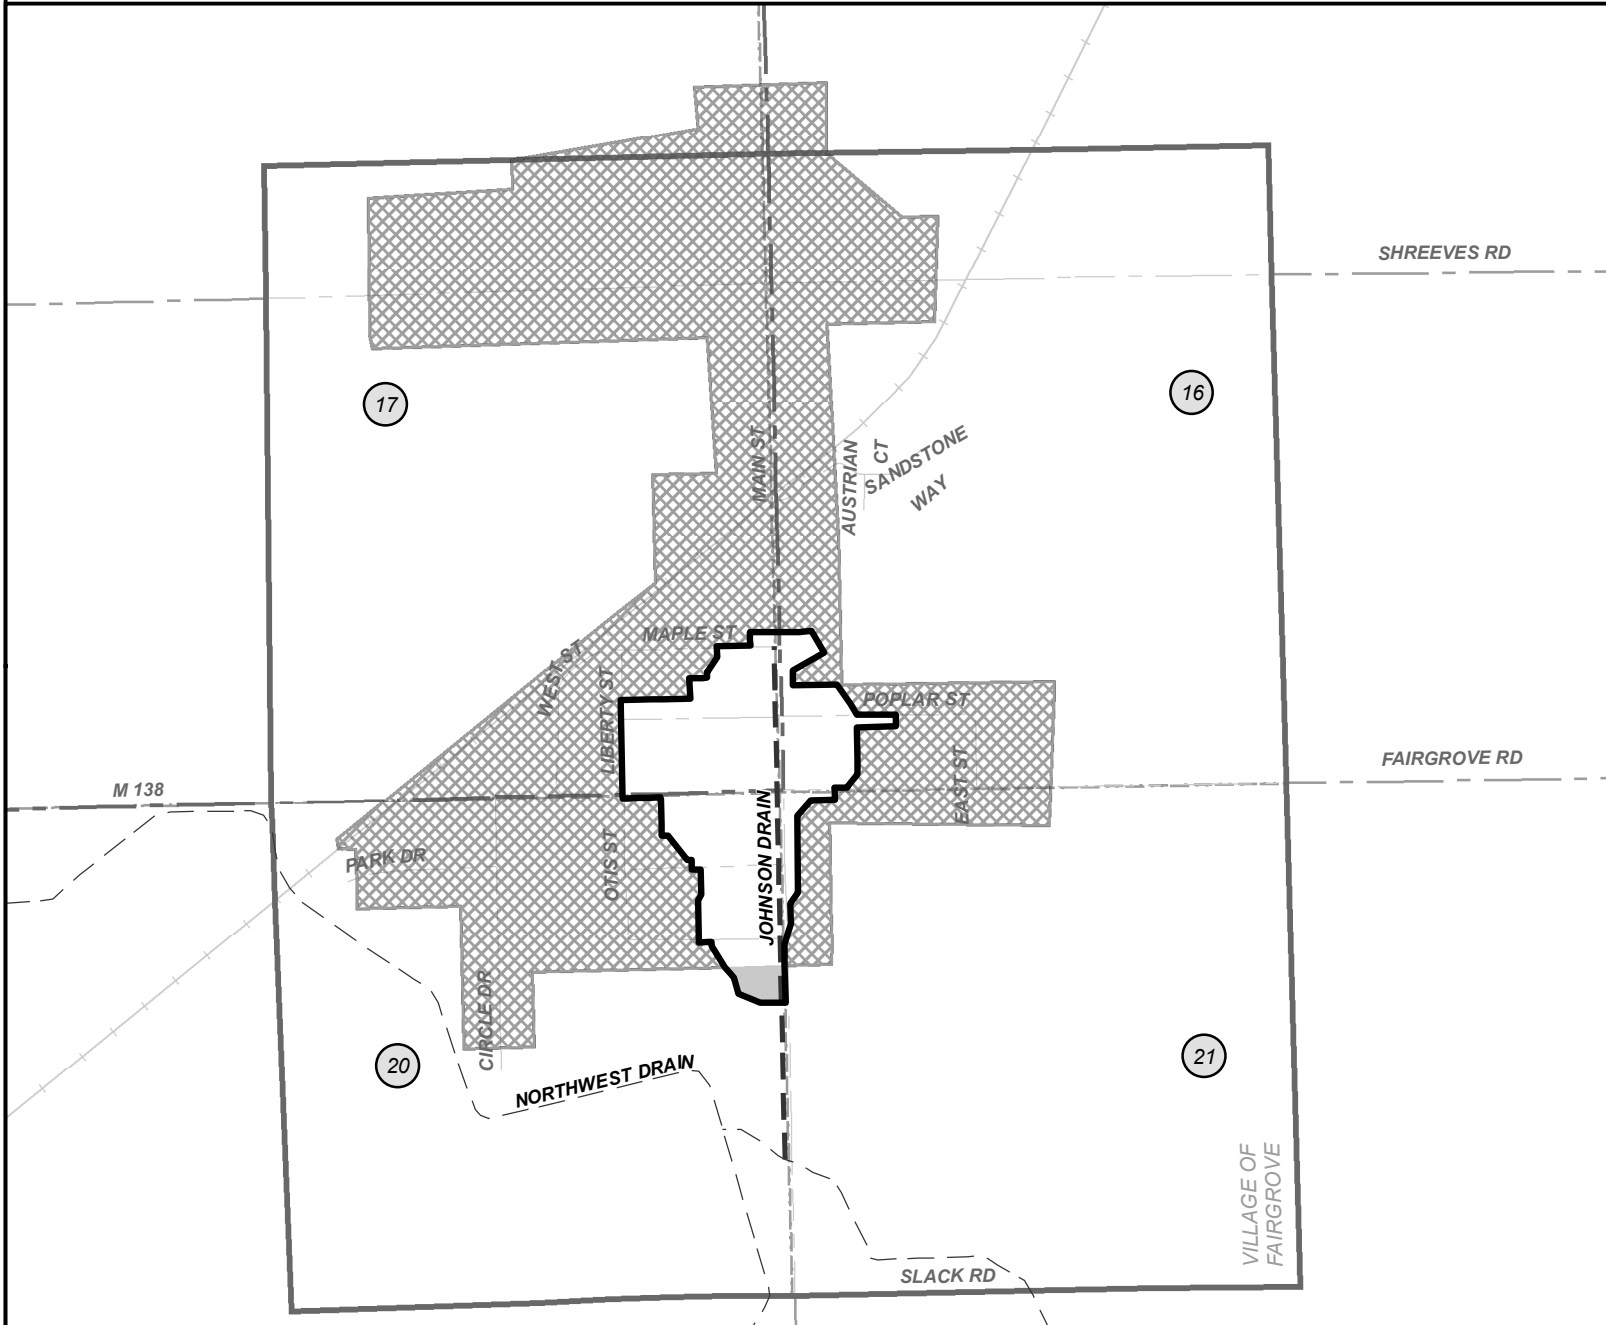 SHREEVES RD
17
16
MAIN ST
AUSTRIAN
CT
SANDSTONE
WAY
MAPLE ST
WEST ST
LIBERTY ST
POPLAR ST
EAST ST
M 138
FAIRGROVE RD
JOHNSON DRAIN
OTIS ST
PARK DR
CIRCLE DR
20
21
NORTHWEST DRAIN
VILLAGE OF
FAIRGROVE
SLACK RD